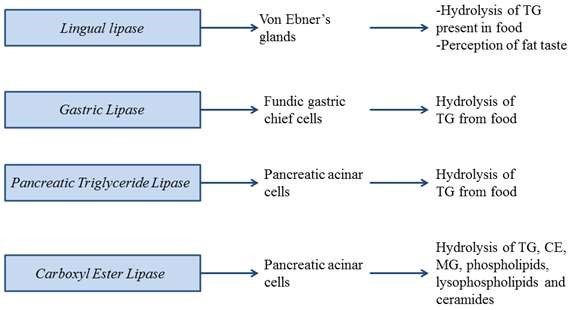 Lingual lipase
Von Ebner's
glands
-Hydrolysis of TG
present in food
-Perception of fat taste
Gastric Lipase
Fundic gastric
chief cells
Hydrolysis of
TG from food
Pancreatic Triglyceride Lipase
Pancreatic acinar
cells
Hydrolysis of
TG from food
Carboxyl Ester Lipase
Pancreatic acinar
cells
Hydrolysis of TG, CE,
MG, phospholipids,
lysophospholipids and
ceramides